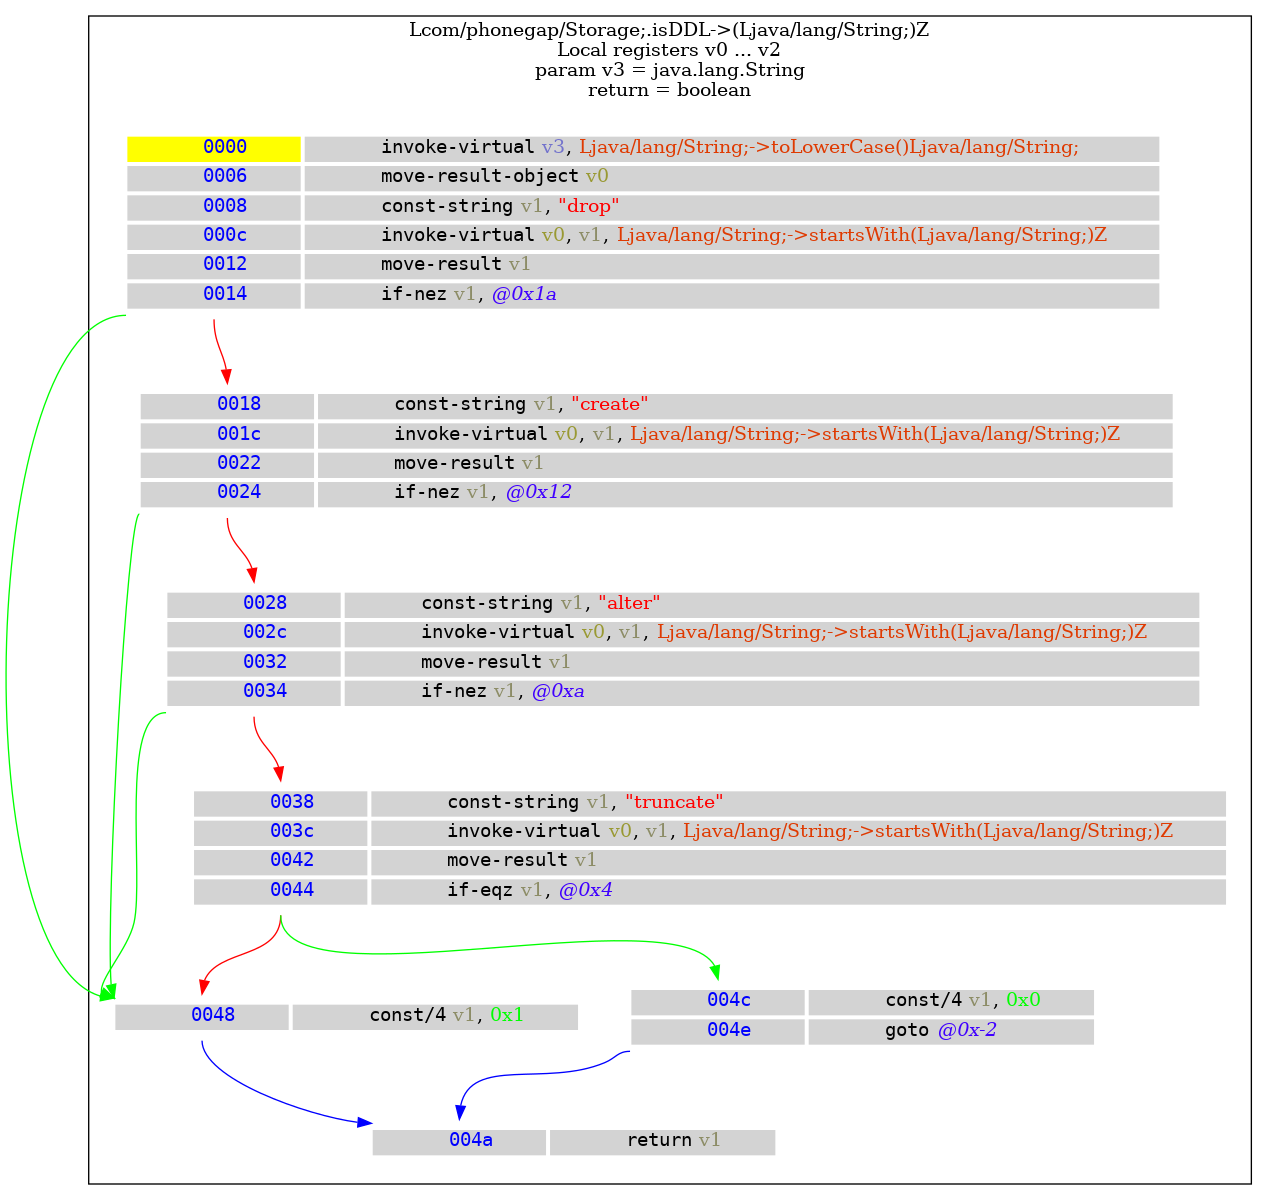 Lcom/phonegap/Storage;.isDDL->(Ljava/lang/String;)Z
Local registers v0 ... v2
param v3 = java.lang.String
return = boolean
0000 invoke-virtual v3, Ljava/lang/String;->toLowerCase()Ljava/lang/String;
0006 move-result-object v0
0008 const-string v1, "drop"
000c invoke-virtual v0, v1, Ljava/lang/String;->startsWith(Ljava/lang/String;)Z
0012 move-result v1
0014 if-nez v1, @0x1a
0018 const-string v1, "create"
001c invoke-virtual v0, v1, Ljava/lang/String;->startsWith(Ljava/lang/String;)Z
0022 move-result v1
0024 if-nez v1, @0x12
0028 const-string v1, "alter"
002c invoke-virtual v0, v1, Ljava/lang/String;->startsWith(Ljava/lang/String;)Z
0032 move-result v1
0034 if-nez v1, @0xa
0038 const-string v1, "truncate"
003c invoke-virtual v0, v1, Ljava/lang/String;->startsWith(Ljava/lang/String;)Z
0042 move-result v1
0044 if-eqz v1, @0x4
0048 const/4 v1, 0x1
004c const/4 v1, 0x0
004e goto @0x-2
004a return v1